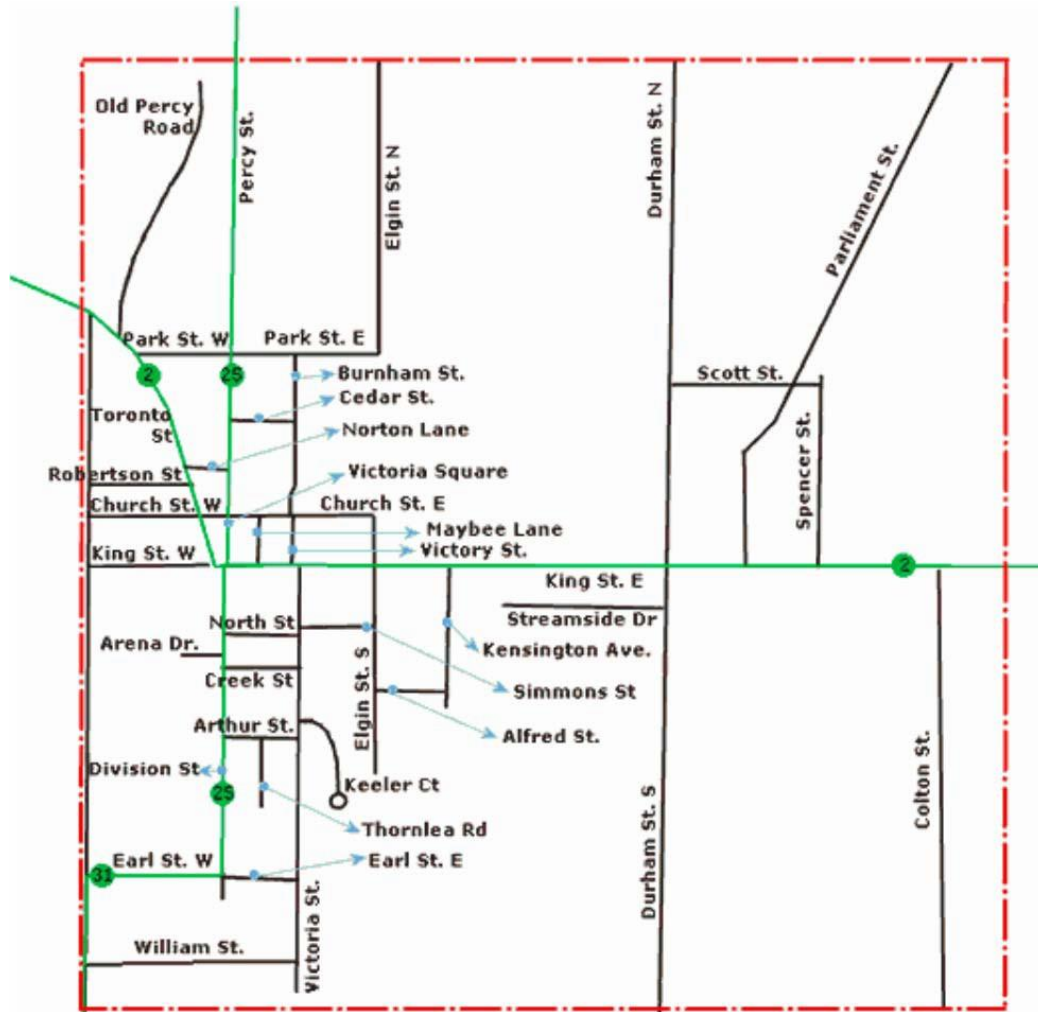 Old Percy
Road
Percy St.
Elgin St. N
Durham St. N
Parliament St.
Park St. W
Park St. E
2
25
Burnham St.
Cedar St.
Scott St.
Toronto
St
Norton Lane
Spencer St.
Robertson St
Victoria Square
Church St. W
Church St. E
Maybee Lane
King St. W
Victory St.
2
King St. E
North St
Streamside Dr
Arena Dr.
Kensington Ave.
Creek St
Simmons St
Elgin St. S
Arthur St.
Alfred St.
Division St
Keeler Ct
25
Colton St.
Thornlea Rd
Earl St. W
Earl St. E
31
Durham St. S
William St.
Victoria St.